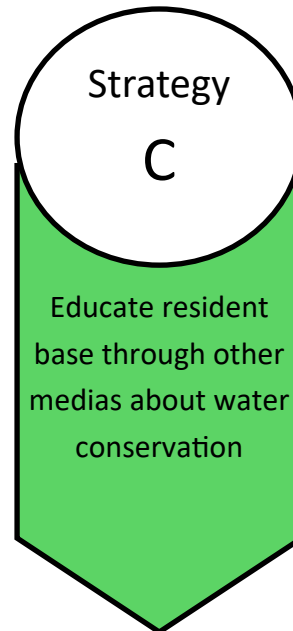 Strategy
C
Educate resident
base through other
medias about water
conservation